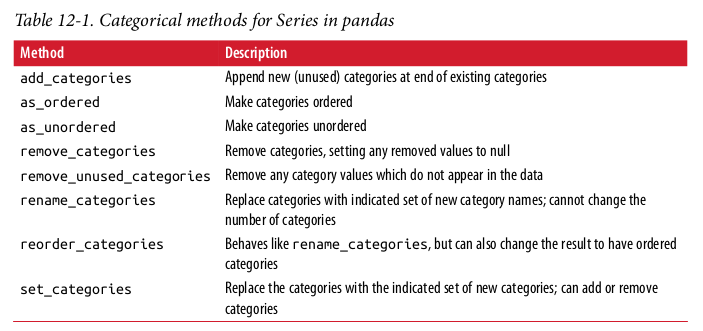 Table 12-1. Categorical methods for Series in pandas
Method Description
add_categories Append new (unused) categories at end of existing categories
as_ordered Make categories ordered
as_unordered Make categories unordered
remove_categories Remove categories, setting any removed values to null
remove_unused_categories Remove any category values which do not appear in the data
rename_categories Replace categories with indicated set of new category names; cannot change the
number of categories
reorder_categories Behaves like rename_categories, but can also change the result to have ordered
categories
set_categories Replace the categories with the indicated set of new categories; can add or remove
categories